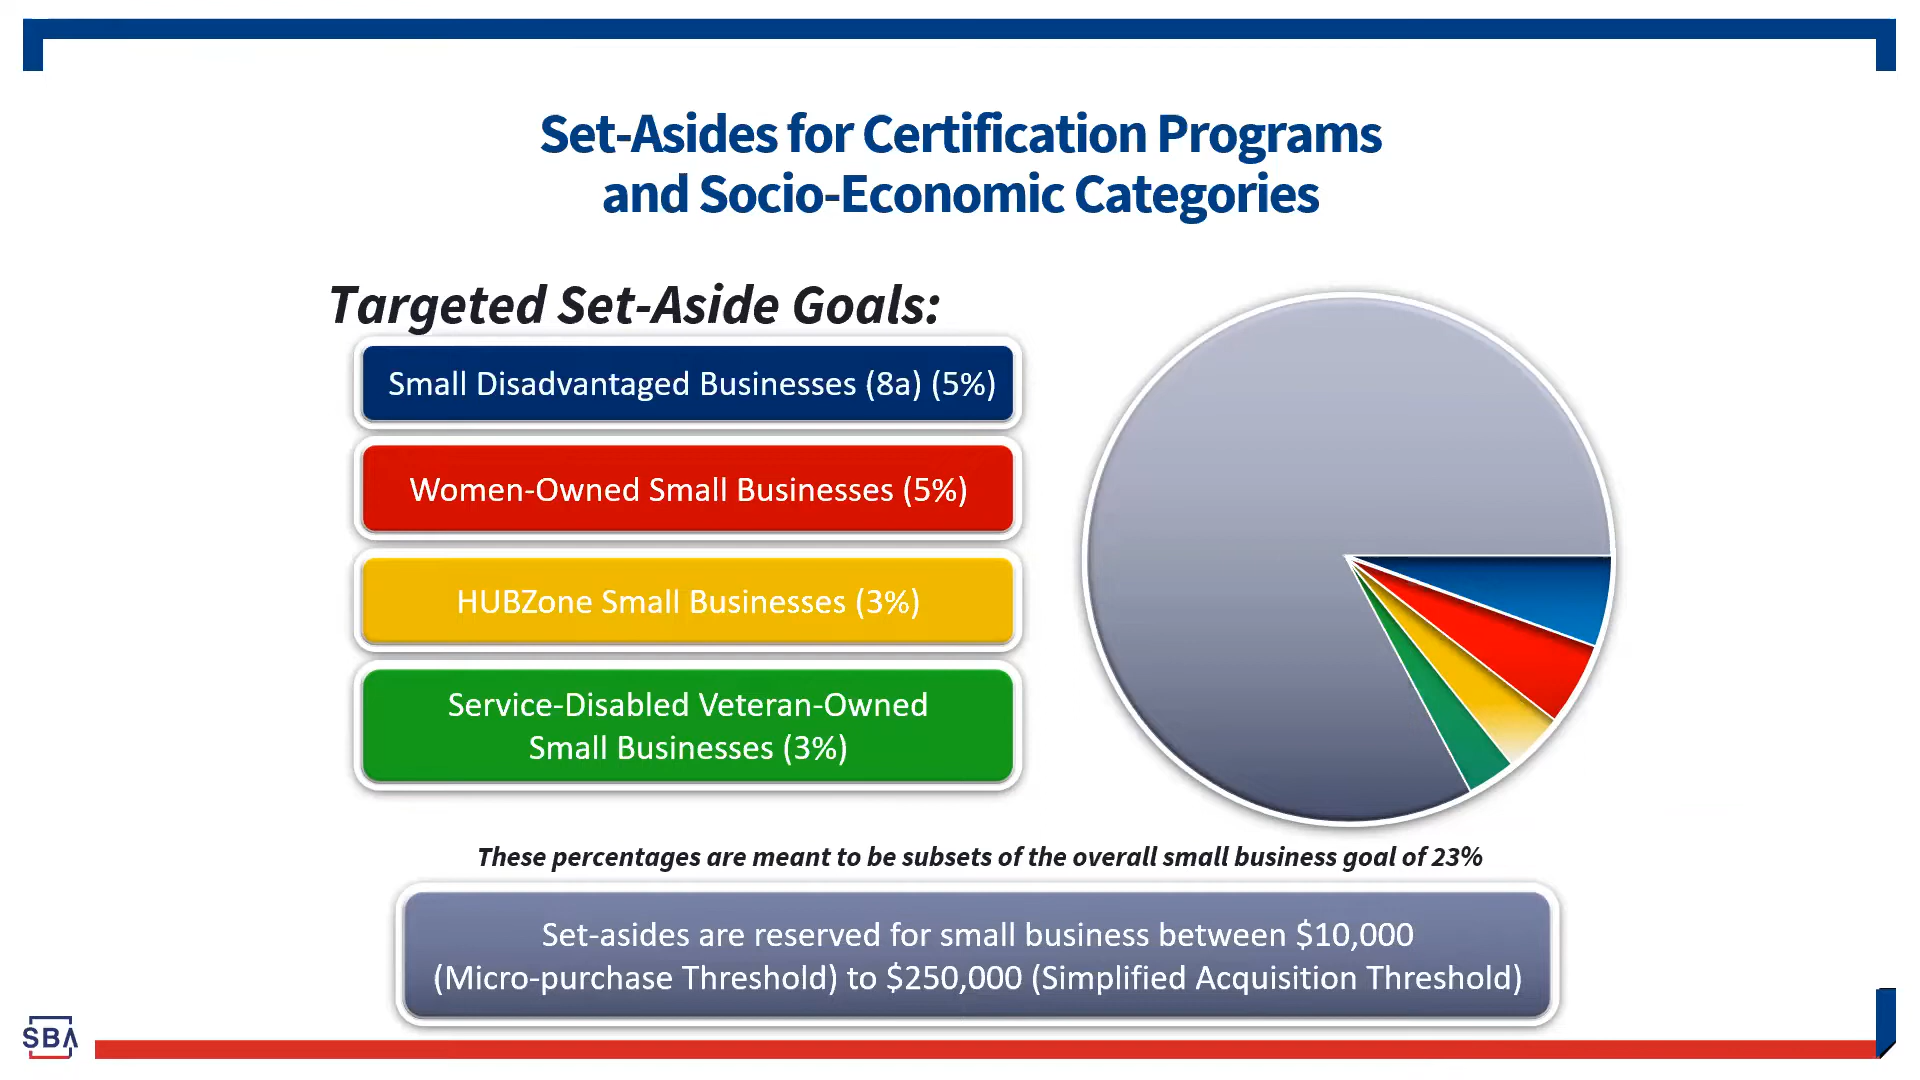 Set-Asides for Certification Programs
and Socio-Economic Categories
Targeted Set-Aside Goals:
Small Disadvantaged Businesses (8a) (5%)
Women-Owned Small Businesses (5%)
HUBZone Small Businesses (3%)
Service-Disabled Veteran-Owned
Small Businesses (3%)
These percentages are meant to be subsets of the overall small business goal of 23%
Set-asides are reserved for small business between $10,000
(Micro-purchase Threshold) to $250,000 (Simplified Acquisition Threshold)
SBA